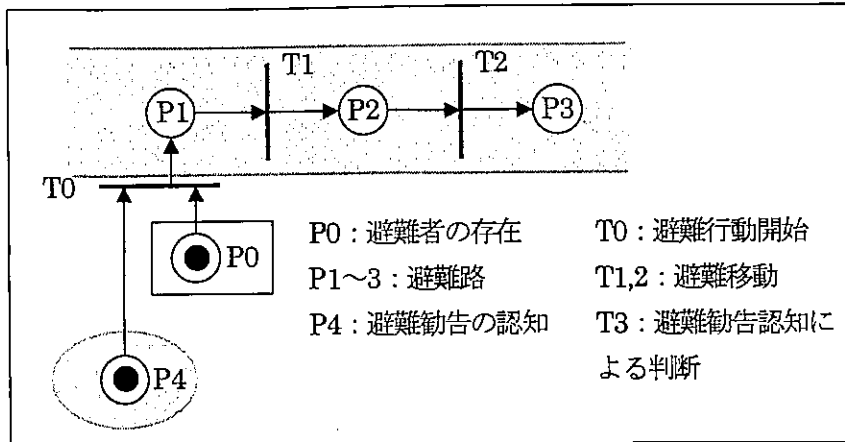 T1
T2
P1
P2
P3
T0
P0
P4
P0：避難者の存在
P1～3：避難路
P4：避難勧告の認知
T0：避難行動開始
T1,2：避難移動
T3：避難勧告認知に
よる判断